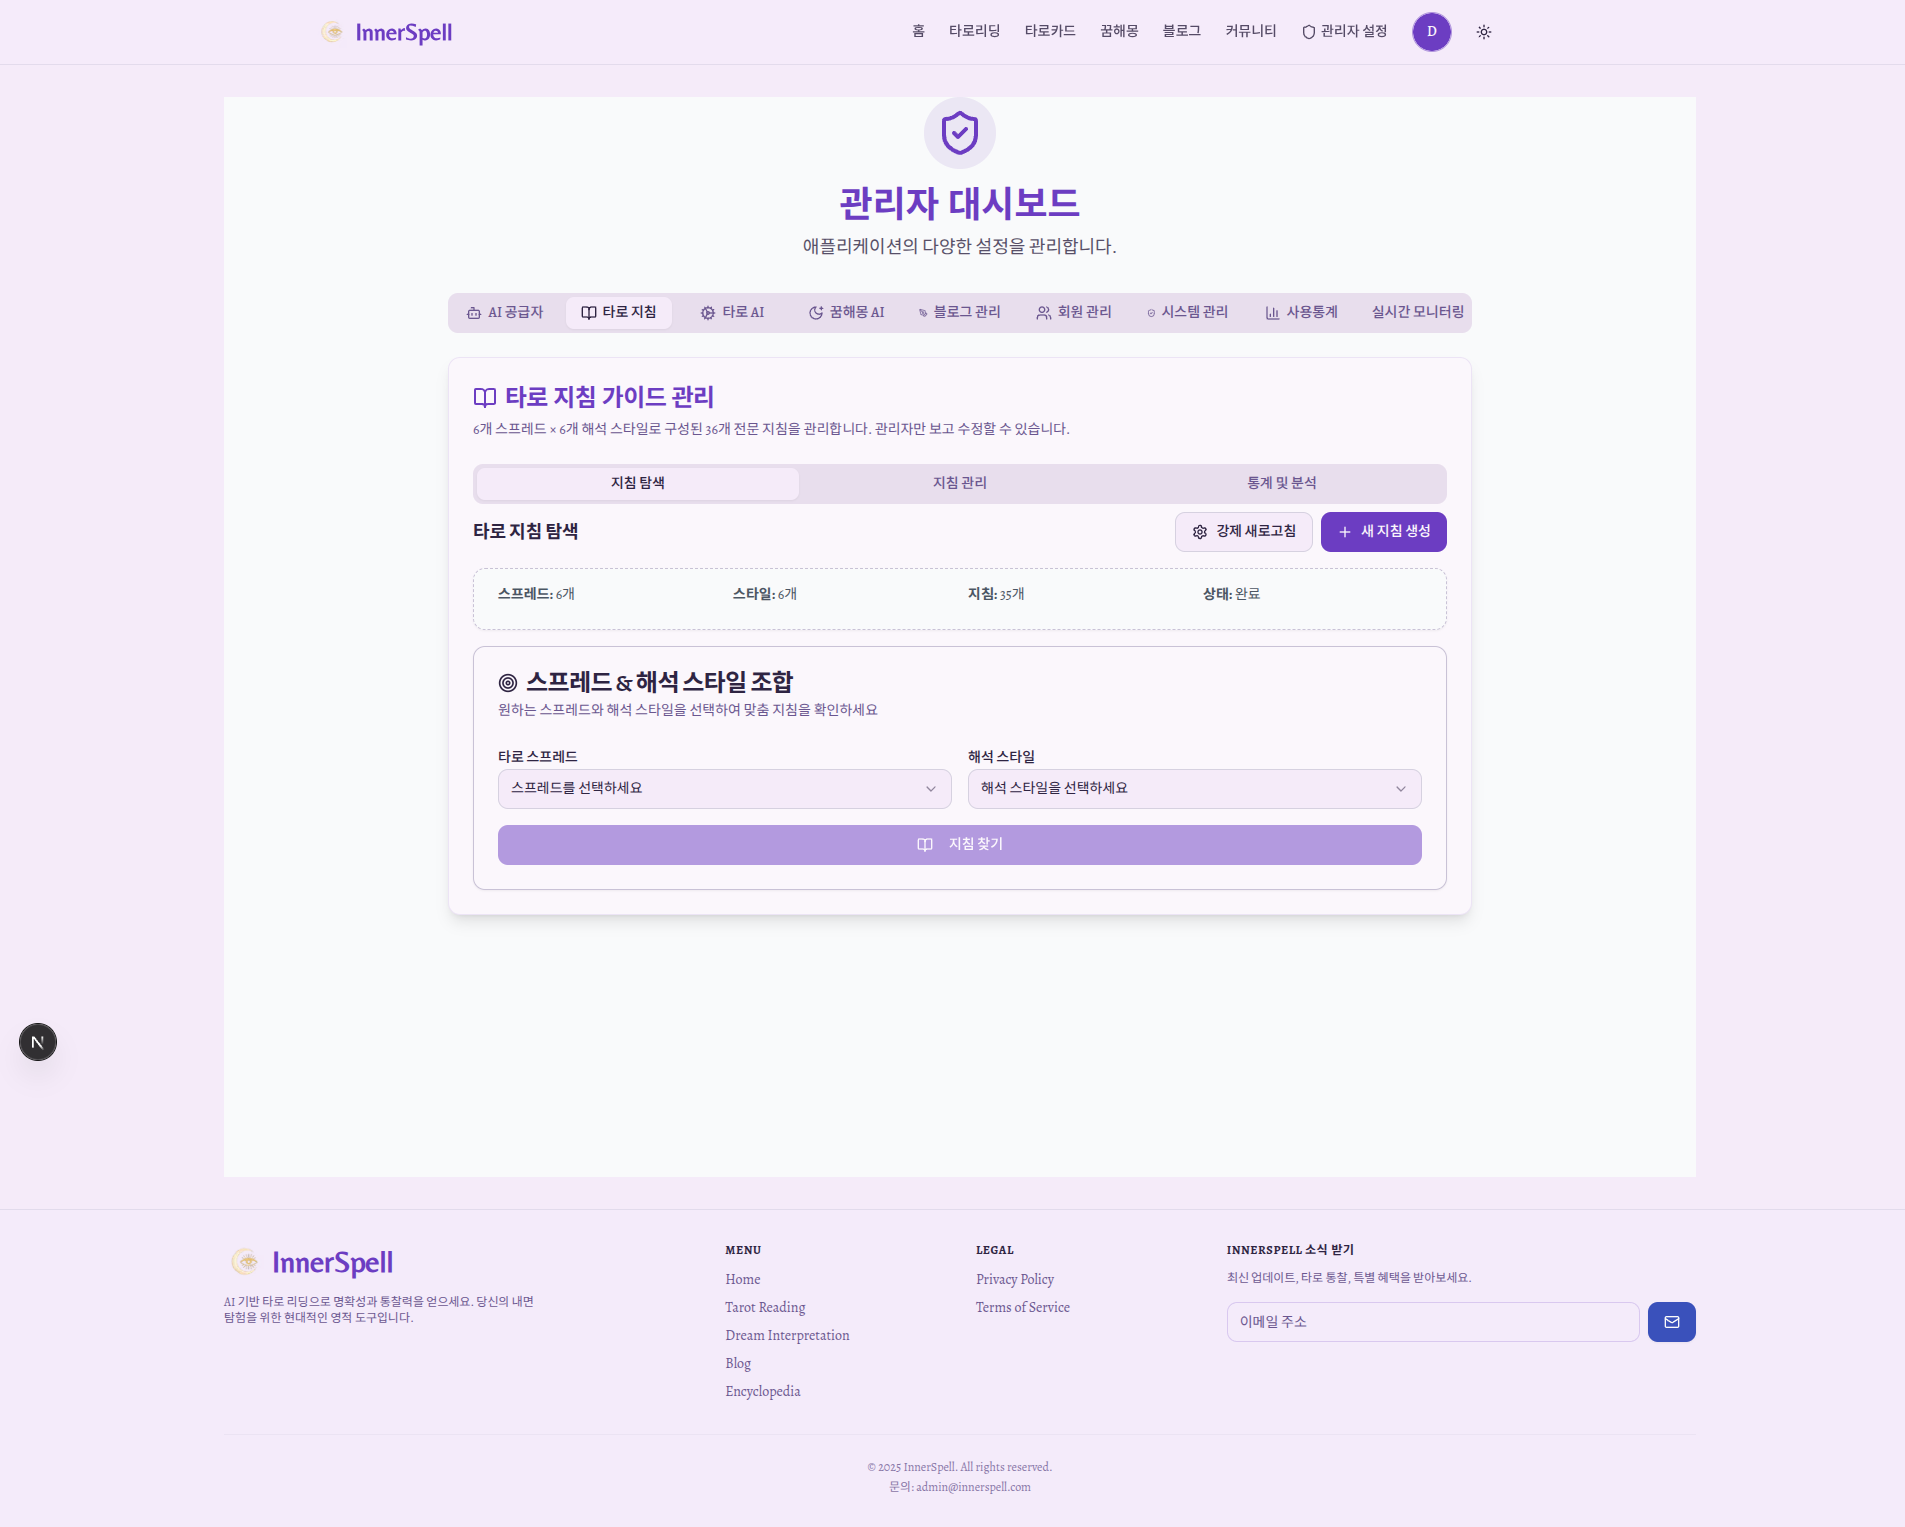 InnerSpell
홈
타로리딩
타로카드
꿈해몽
블로그
커뮤니티
관리자 설정
D
관리자 대시보드
애플리케이션의 다양한 설정을 관리합니다.
AI 공급자
타로 지침
타로 AI
꿈해몽 AI
블로그 관리
회원 관리
시스템 관리
사용통계
실시간 모니터링
타로 지침 가이드 관리
6개 스프레드 × 6개 해석 스타일로 구성된 36개 전문 지침을 관리합니다. 관리자만 보고 수정할 수 있습니다.
지침 탐색
지침 관리
통계 및 분석
타로 지침 탐색
강제 새로고침
새 지침 생성
스프레드: 6개
스타일: 6개
지침: 35개
상태: 완료
스프레드 & 해석 스타일 조합
원하는 스프레드와 해석 스타일을 선택하여 맞춤 지침을 확인하세요
타로 스프레드
해석 스타일
스프레드를 선택하세요
해석 스타일을 선택하세요
지침 찾기
N
InnerSpell
AI 기반 타로 리딩으로 명확성과 통찰력을 얻으세요. 당신의 내면
탐험을 위한 현대적인 영적 도구입니다.
MENU
Home
Tarot Reading
Dream Interpretation
Blog
Encyclopedia
LEGAL
Privacy Policy
Terms of Service
INNERSPELL 소식 받기
최신 업데이트, 타로 통찰, 특별 혜택을 받아보세요.
이메일 주소
© 2025 InnerSpell. All rights reserved.
문의: admin@innerspell.com